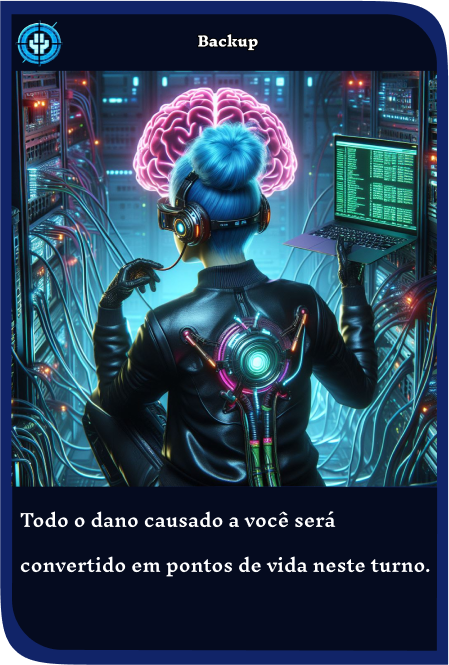 Backup
Todo o dano causado a você será
convertido em pontos de vida neste turno.